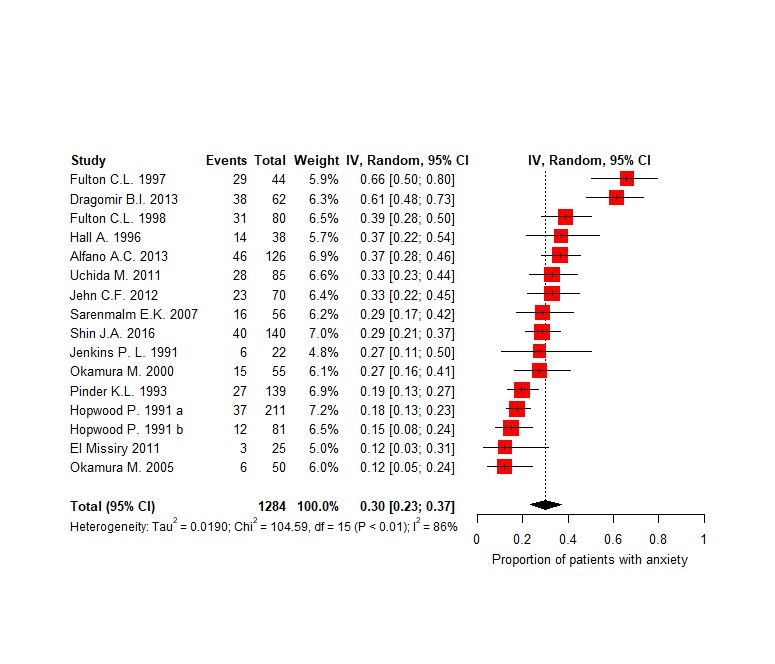 Study Events Total Weight IV, Random, 95% CI IV, Random, 95% CI
Fulton C.L. 1997 29 44 5.9% 0.66 [0.50; 0.80]
Dragomir B.I. 2013 38 62 6.3% 0.61 [0.48; 0.73]
Fulton C.L. 1998 31 80 6.4% 0.39 [0.28; 0.50]
Hall A. 1996 14 38 5.7% 0.37 [0.22; 0.54]
Alfano A.C. 2013 46 126 6.8% 0.37 [0.28; 0.46]
Uchida M. 2011 28 85 6.5% 0.33 [0.23; 0.44]
Jehn C.F. 2012 23 70 6.4% 0.33 [0.22; 0.45]
Sarenmalm E.K. 2007 16 56 6.2% 0.29 [0.17; 0.42]
Shin J.A. 2016 40 140 7.0% 0.29 [0.21; 0.37]
Jenkins P. L. 1991 6 22 4.8% 0.27 [0.11; 0.50]
Okamura M. 2000 15 55 6.1% 0.27 [0.16; 0.41]
Pinder K.L. 1993 27 139 6.9% 0.19 [0.13; 0.27]
Hopwood P. 1991 a 37 211 7.2% 0.18 [0.13; 0.23]
Hopwood P. 1991 b 12 81 6.5% 0.15 [0.08; 0.24]
El Missiry 2011 3 25 5.0% 0.12 [0.03; 0.31]
Okamura M. 2005 6 50 6.0% 0.12 [0.05; 0.24]
Total (95% CI) 1284 100.0% 0.30 [0.23; 0.37]
Heterogeneity: Tau² = 0.0190; Chi² = 104.59, df = 15 (P < 0.01); I² = 86%
0 0.2 0.4 0.6 0.8 1
Proportion of patients with anxiety